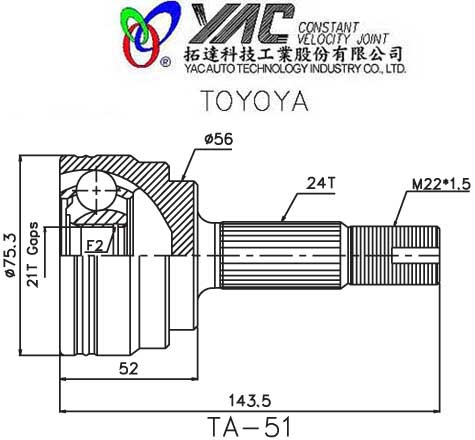 YAC CONSTANT
VELOCITY JOINT
®
拓達科技工業股份有限公司
YAC AUTO TECHNOLOGY INDUSTRY CO., LTD.
TOYOYA
ø56
24T
M22*1.5
ø75.3
21T Gaps
F2
52
143.5
TA-51